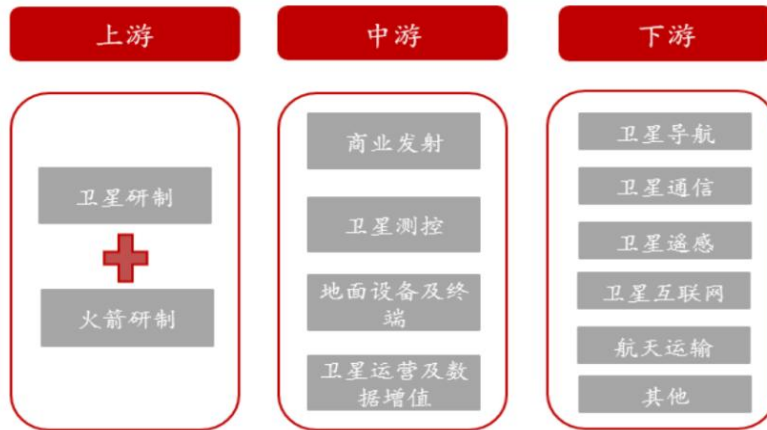 上游
卫星研制
火箭研制
中游
商业发射
卫星测控
地面设备及终
端
卫星运营及数
据增值
下游
卫星导航
卫星通信
卫星遥感
卫星互联网
航天运输
其他